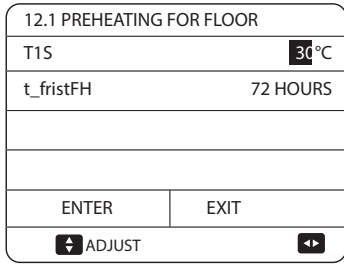 12.1 PREHEATING FOR FLOOR
T1S 30°C
t_fristFH 72 HOURS
ENTER EXIT
ADJUST